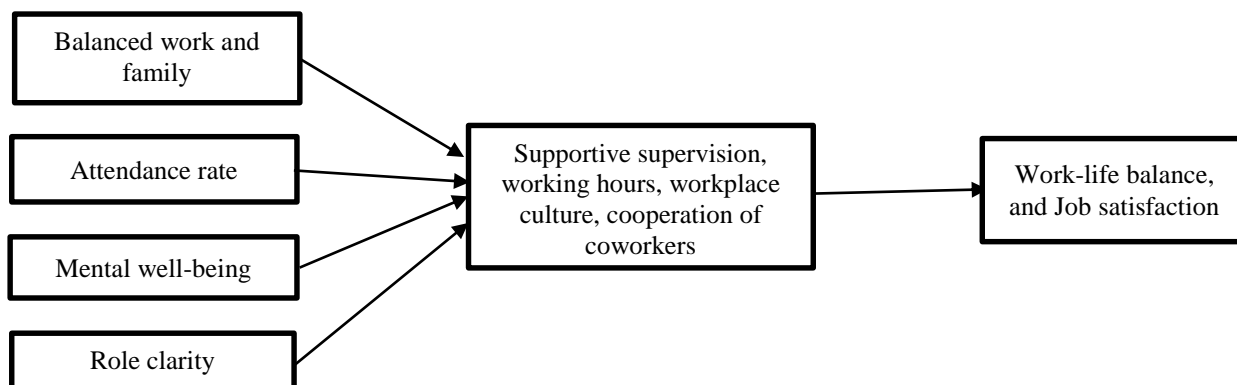 Balanced work and
family
Attendance rate
Mental well-being
Role clarity
Supportive supervision,
working hours, workplace
culture, cooperation of
coworkers
Work-life balance,
and Job satisfaction